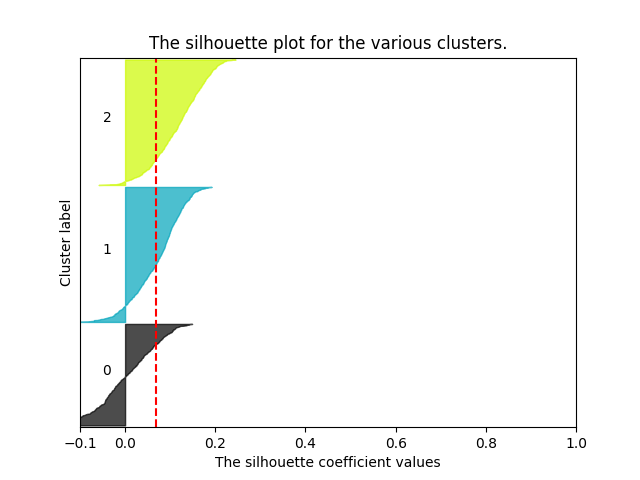 The silhouette plot for the various clusters.
Cluster label
2
1
0
−0.1 0.0 0.2 0.4 0.6 0.8 1.0
The silhouette coefficient values